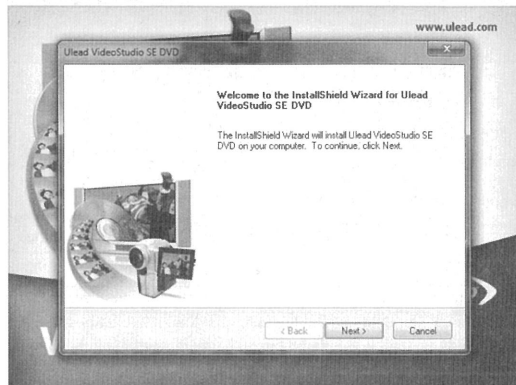 www.ulead.com
Ulead VideoStudio SE DVD
Welcome to the InstallShield Wizard for Ulead
VideoStudio SE DVD
The InstallShield Wizard will install Ulead VideoStudio SE
DVD on your computer. To continue, click Next.
< Back
Next >
Cancel